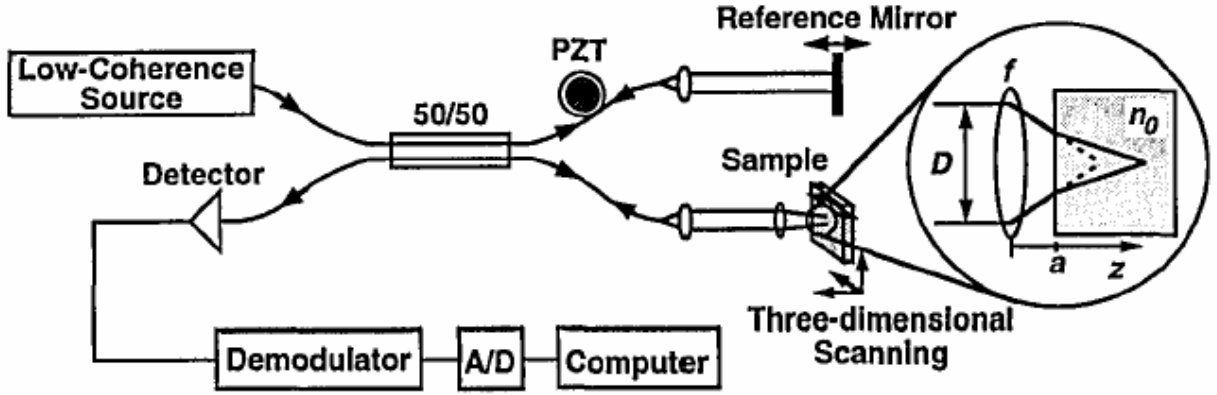 Low-Coherence
Source
50/50
PZT
Reference Mirror
Detector
Sample
f
D
n₀
a
z
Three-dimensional
Scanning
Demodulator
A/D
Computer